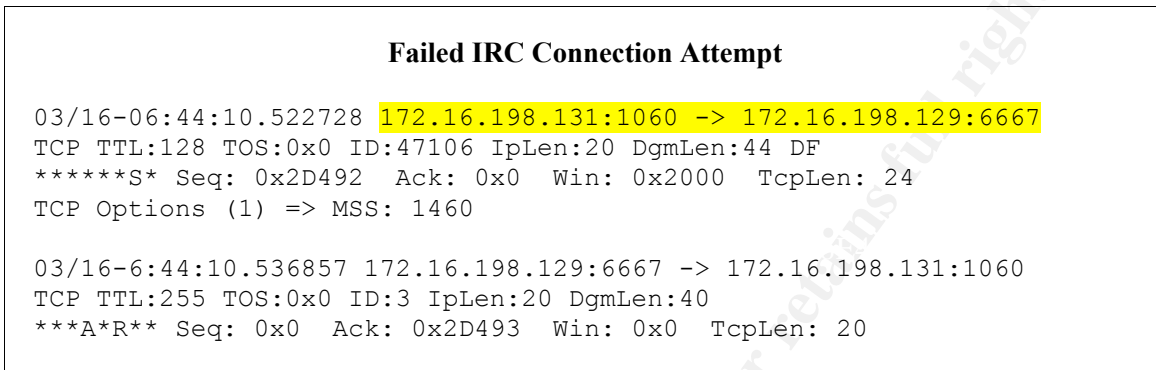 Failed IRC Connection Attempt
03/16-06:44:10.522728 172.16.198.131:1060 -> 172.16.198.129:6667
TCP TTL:128 TOS:0x0 ID:47106 IpLen:20 DgmLen:44 DF
******S* Seq: 0x2D492  Ack: 0x0  Win: 0x2000  TcpLen: 24
TCP Options (1) => MSS: 1460
03/16-6:44:10.536857 172.16.198.129:6667 -> 172.16.198.131:1060
TCP TTL:255 TOS:0x0 ID:3 IpLen:20 DgmLen:40
***A*R** Seq: 0x0  Ack: 0x2D493  Win: 0x0  TcpLen: 20
retains full